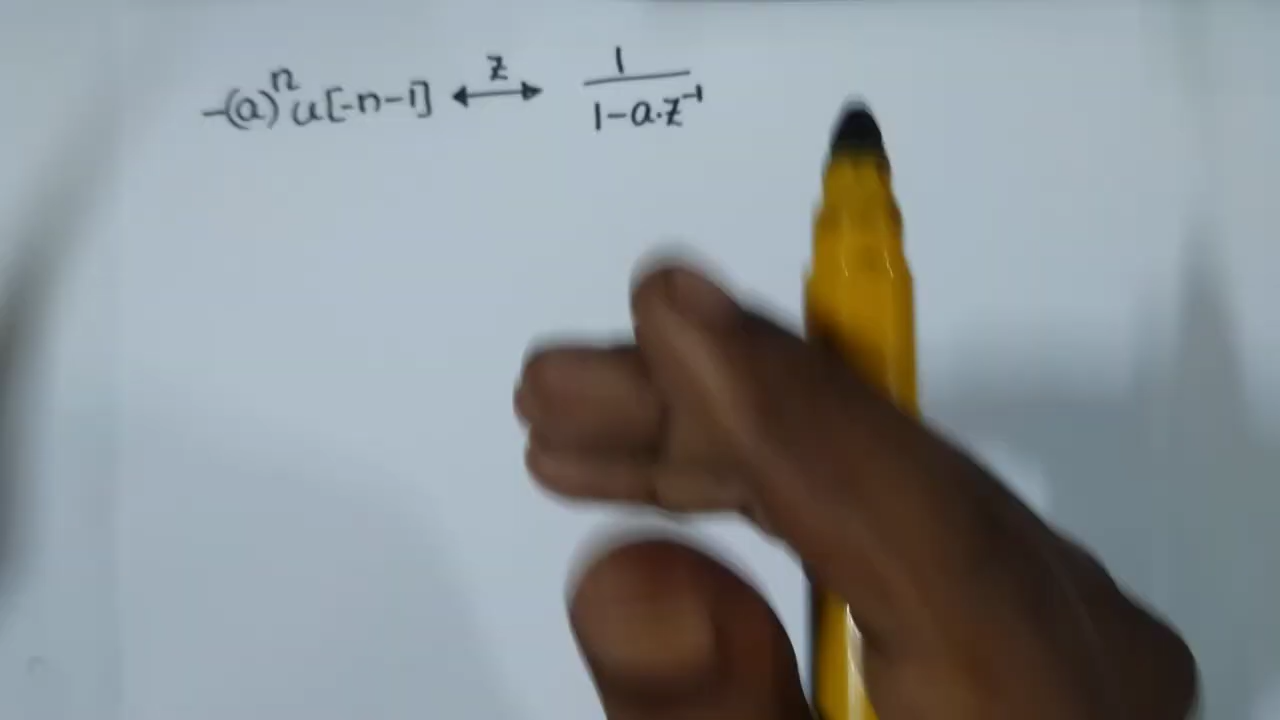 -(a)^n u[-n-1] ⟷^z 1/(1-a·z^-1)